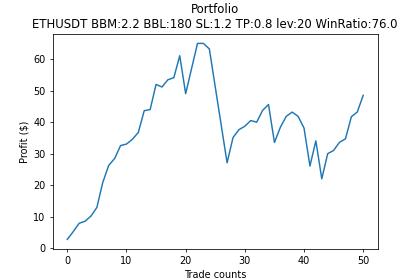 Portfolio
ETHUSDT BBM:2.2 BBL:180 SL:1.2 TP:0.8 lev:20 WinRatio:76.0
Profit ($)
60
50
40
30
20
10
0
0 10 20 30 40 50
Trade counts